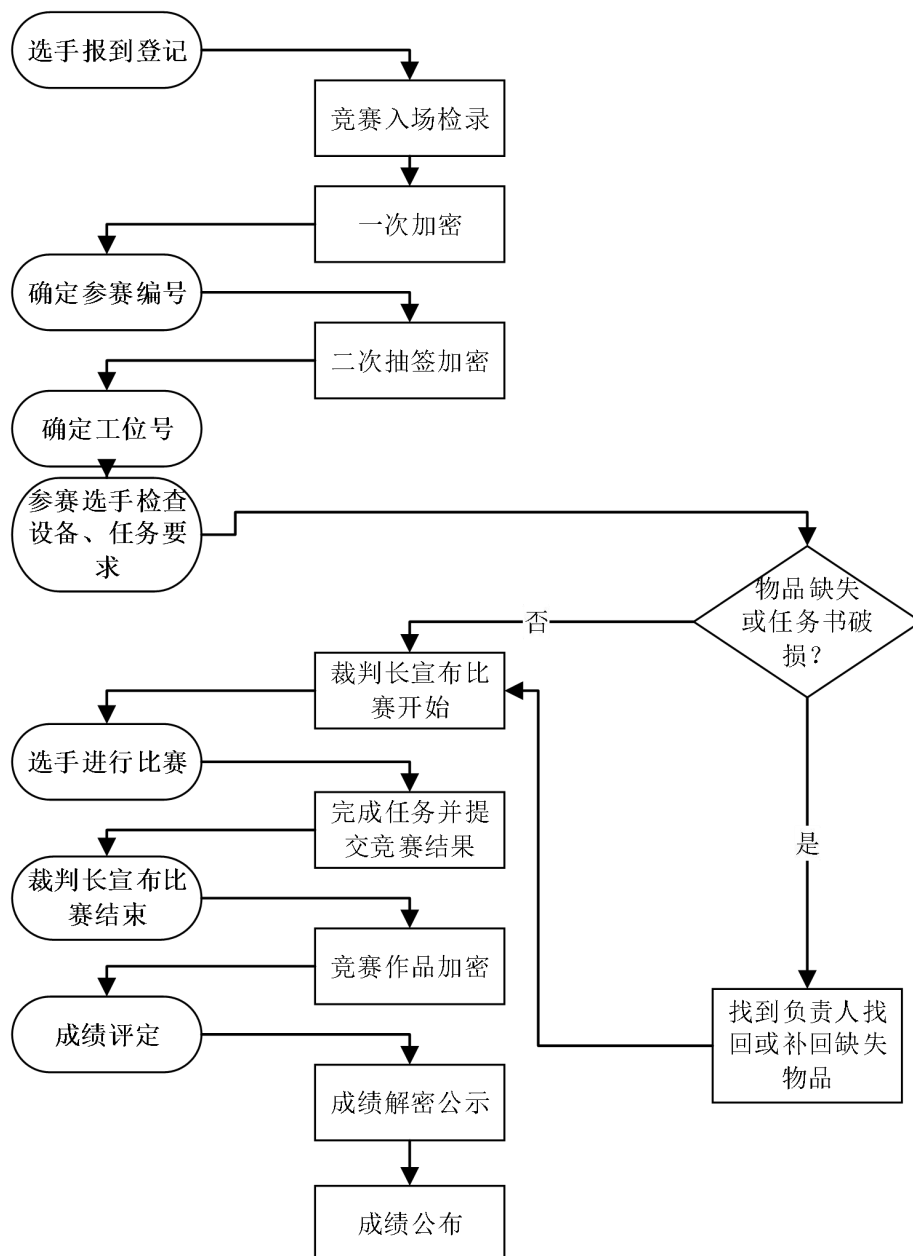 选手报到登记
竞赛入场检录
一次加密
确定参赛编号
二次抽签加密
确定工位号
参赛选手检查
设备、任务要
求
物品缺失
或任务书破
损?
否
裁判长宣布比
赛开始
选手进行比赛
完成任务并提
交竞赛结果
是
裁判长宣布比
赛结束
竞赛作品加密
成绩评定
找到负责人找
回或补回缺失
物品
成绩解密公示
成绩公布